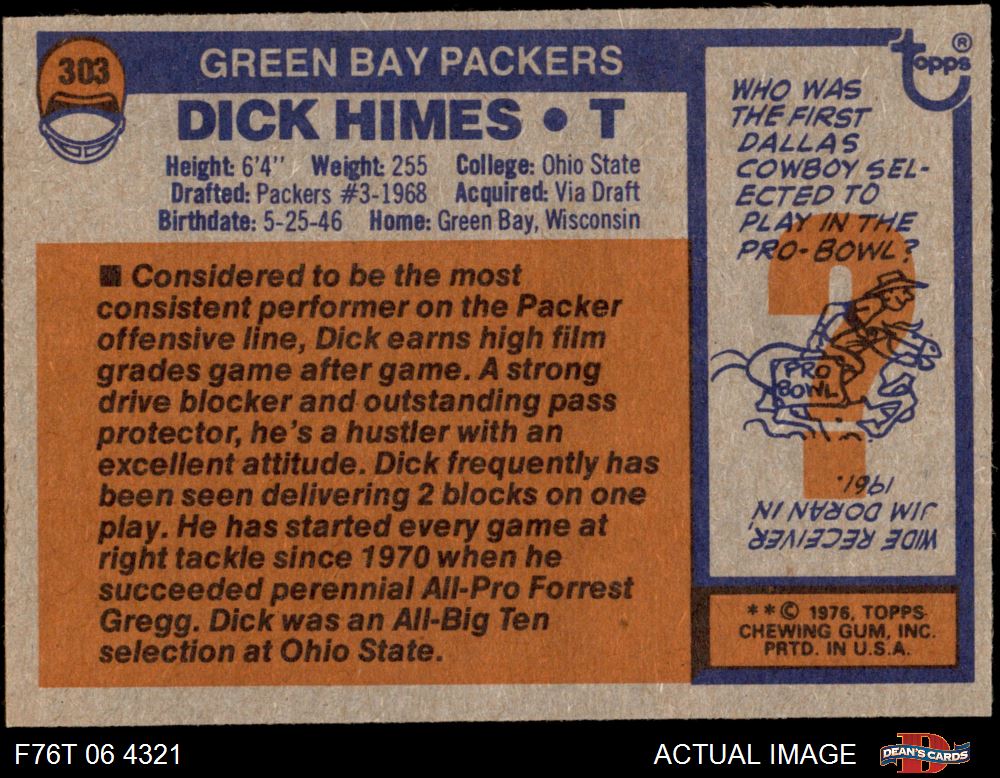 303
GREEN BAY PACKERS
DICK HIMES • T
Height: 6'4'' Weight: 255 College: Ohio State
Drafted: Packers #3-1968 Acquired: Via Draft
Birthdate: 5-25-46 Home: Green Bay, Wisconsin
■ Considered to be the most
consistent performer on the Packer
offensive line, Dick earns high film
grades game after game. A strong
drive blocker and outstanding pass
protector, he's a hustler with an
excellent attitude. Dick frequently has
been seen delivering 2 blocks on one
play. He has started every game at
right tackle since 1970 when he
succeeded perennial All-Pro Forrest
Gregg. Dick was an All-Big Ten
selection at Ohio State.
topps®
WHO WAS
THE FIRST
DALLAS
COWBOY SEL-
ECTED TO
PLAY IN THE
PRO-BOWL?
?
PRO
BOWL
WIDE RECEIVER
JIM DORAN IN
1961.
**© 1976, TOPPS
CHEWING GUM, INC.
PRTD. IN U.S.A.
F76T 06 4321
ACTUAL IMAGE
D
DEAN'S CARDS